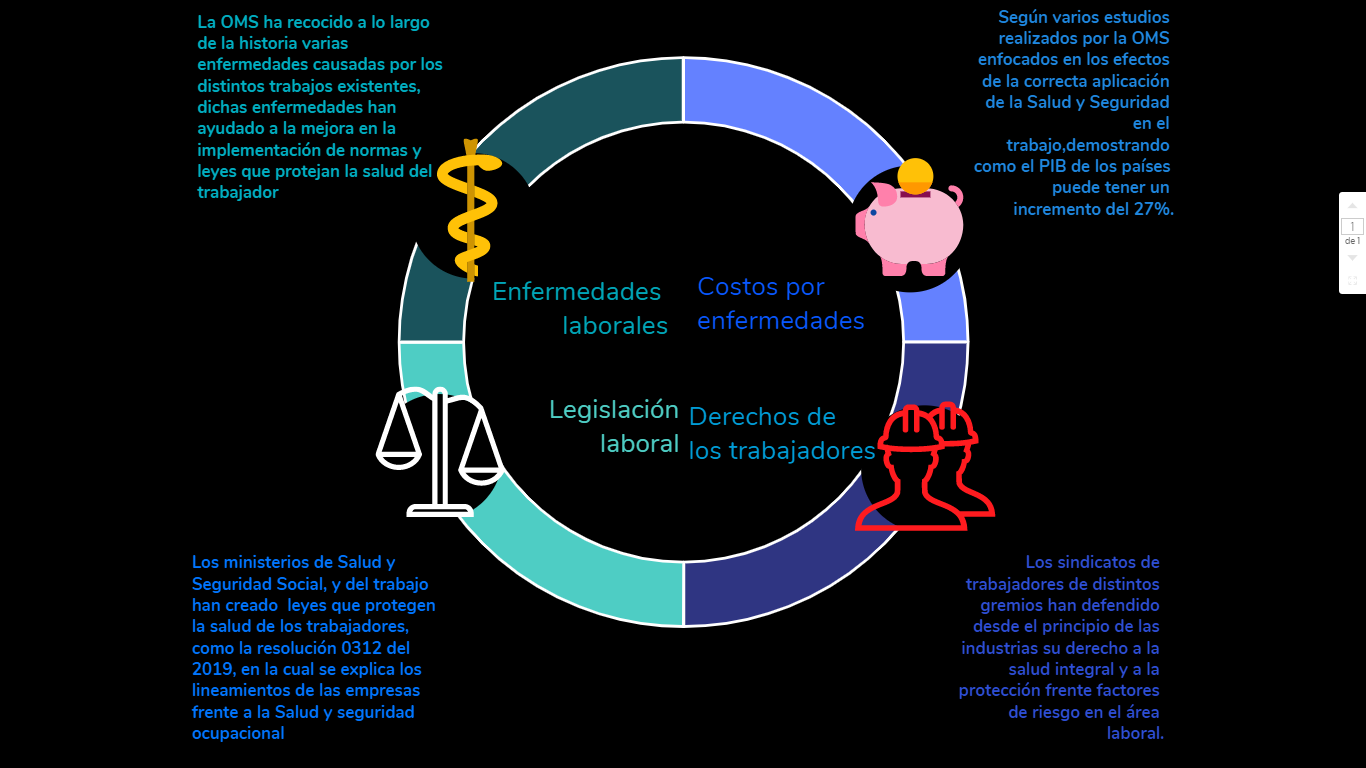 La OMS ha recocido a lo largo
de la historia varias
enfermedades causadas por los
distintos trabajos existentes,
dichas enfermedades han
ayudado a la mejora en la
implementación de normas y
leyes que protejan la salud del
trabajador
Según varios estudios
realizados por la OMS
enfocados en los efectos
de la correcta aplicación
de la Salud y Seguridad
en el
trabajo,demostrando
como el PIB de los países
puede tener un
incremento del 27%.
Enfermedades
laborales
Costos por
enfermedades
Legislación
laboral
Derechos de
los trabajadores
Los ministerios de Salud y
Seguridad Social, y del trabajo
han creado  leyes que protegen
la salud de los trabajadores,
como la resolución 0312 del
2019, en la cual se explica los
lineamientos de las empresas
frente a la Salud y seguridad
ocupacional
Los sindicatos de
trabajadores de distintos
gremios han defendido
desde el principio de las
industrias su derecho a la
salud integral y a la
protección frente factores
de riesgo en el área
laboral.
1
de 1